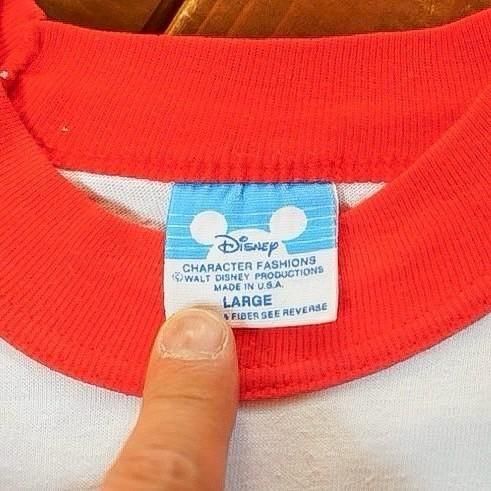 Disney
CHARACTER FASHIONS
©WALT DISNEY PRODUCTIONS
MADE IN U.S.A.
LARGE
FIBER SEE REVERSE